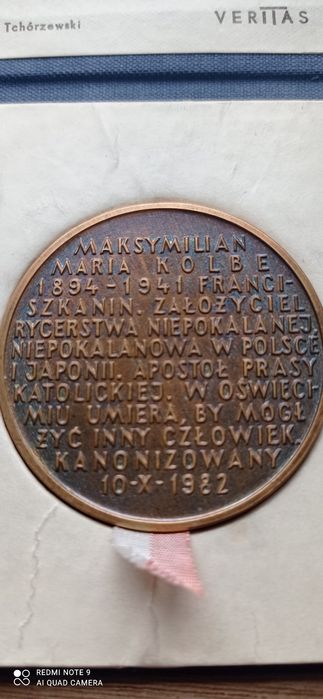 Tchórzewski VERITAS
MAKSYMILIAN
MARIA KOLBE
1894-1941 FRANCI-
SZKANIN. ZAŁOŻYCIEL
RYCERSTWA NIEPOKALANEJ,
NIEPOKALANOWA W POLSCE
I JAPONII. APOSTOŁ PRASY
KATOLICKIEJ. W OŚWIĘCI-
MIU UMIERA, BY MÓGŁ
ŻYĆ INNY CZŁOWIEK.
KANONIZOWANY
10-X-1982
REDMI NOTE 9
AI QUAD CAMERA